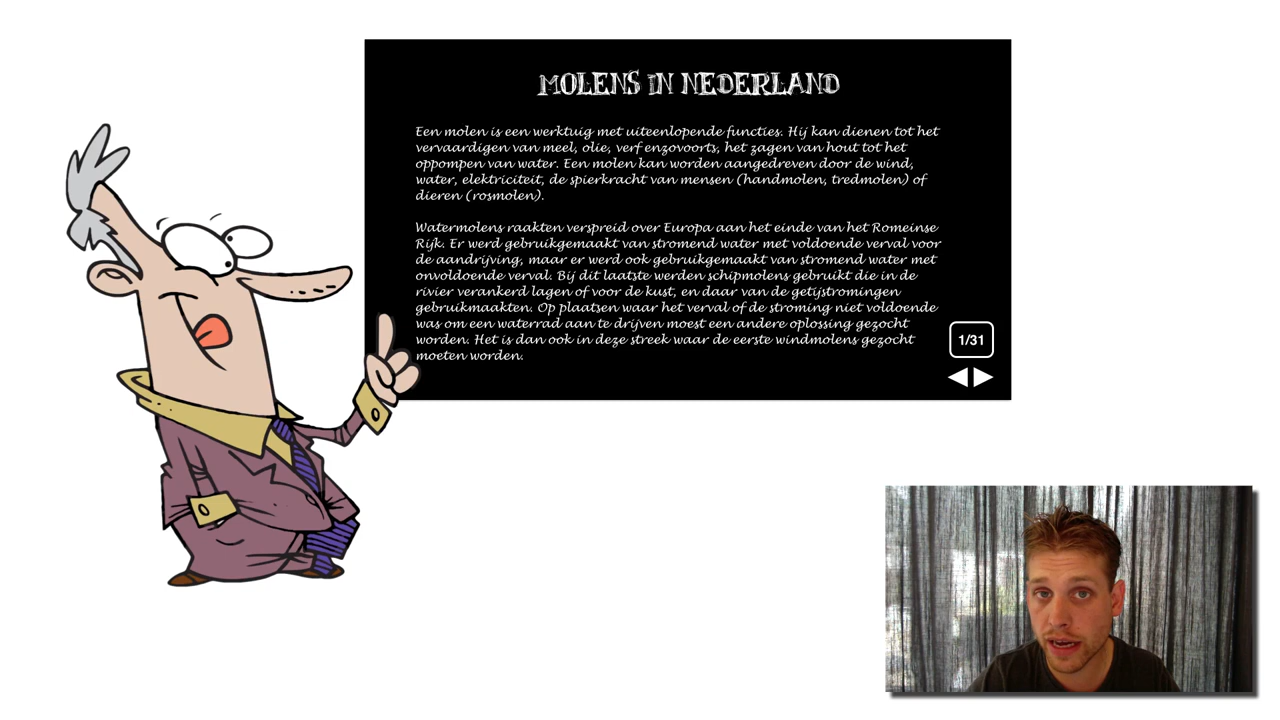 MOLENS IN NEDERLAND
Een molen is een werktuig met uiteenlopende functies. Hij kan dienen tot het
vervaardigen van meel, olie, verf enzovoorts, het zagen van hout tot het
oppompen van water. Een molen kan worden aangedreven door de wind,
water, elektriciteit, de spierkracht van mensen (handmolen, tredmolen) of
dieren (rosmolen).
Watermolens raakten verspreid over Europa aan het einde van het Romeinse
Rijk. Er werd gebruikgemaakt van stromend water met voldoende verval voor
de aandrijving, maar er werd ook gebruikgemaakt van stromend water met
onvoldoende verval. Bij dit laatste werden schipmolens gebruikt die in de
rivier verankerd lagen of voor de kust, en daar van de getijstromingen
gebruikmaakten. Op plaatsen waar het verval of de stroming niet voldoende
was om een waterrad aan te drijven moest een andere oplossing gezocht
worden. Het is dan ook in deze streek waar de eerste windmolens gezocht
moeten worden.
1/31